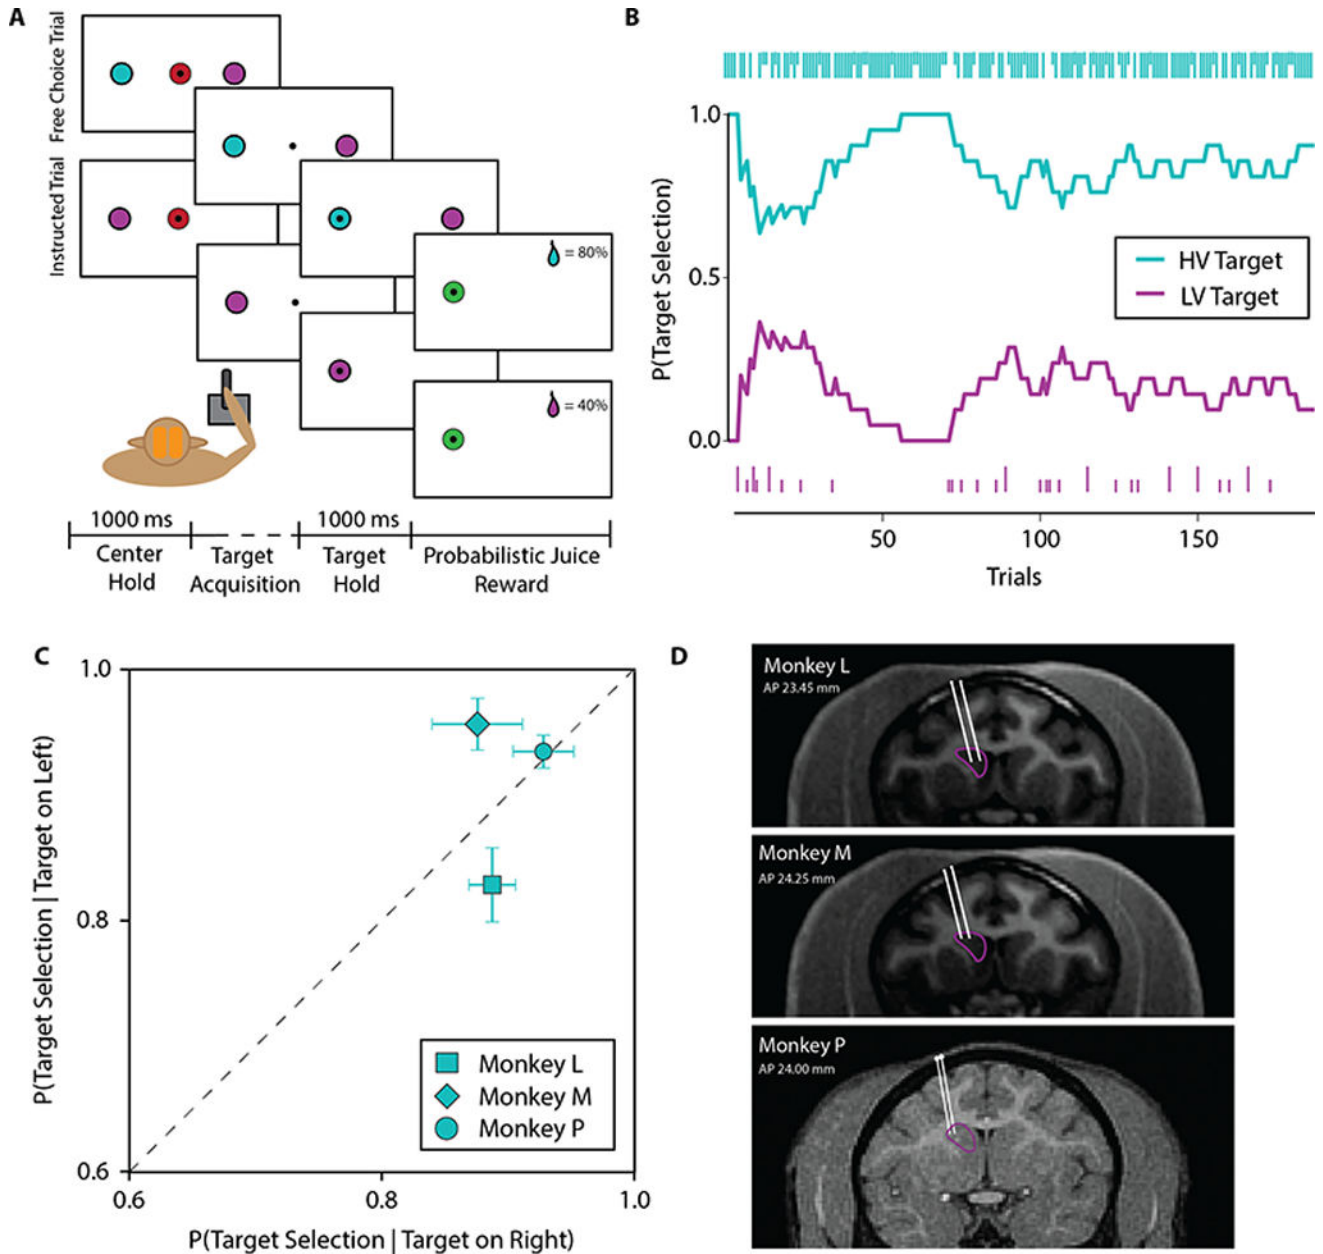 A
Free Choice Trial
Instructed Trial
= 80%
= 40%
1000 ms
1000 ms
Center
Hold
Target
Acquisition
Target
Hold
Probabilistic Juice
Reward
B
P(Target Selection)
1.0
0.5
0.0
HV Target
LV Target
50
100
150
Trials
C
P(Target Selection | Target on Left)
1.0
0.8
0.6
Monkey L
Monkey M
Monkey P
0.6
0.8
1.0
P(Target Selection | Target on Right)
D
Monkey L
AP 23.45 mm
Monkey M
AP 24.25 mm
Monkey P
AP 24.00 mm